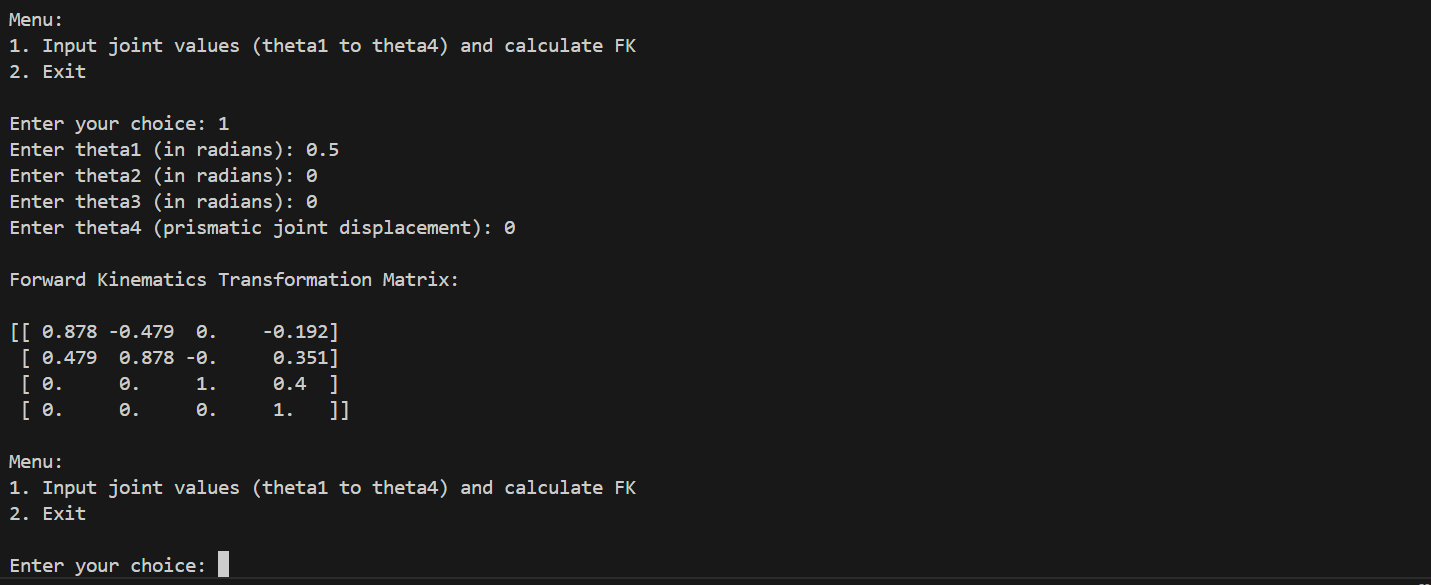 Menu:
1. Input joint values (theta1 to theta4) and calculate FK
2. Exit
Enter your choice: 1
Enter theta1 (in radians): 0.5
Enter theta2 (in radians): 0
Enter theta3 (in radians): 0
Enter theta4 (prismatic joint displacement): 0
Forward Kinematics Transformation Matrix:
[[ 0.878 -0.479  0.    -0.192]
 [ 0.479  0.878 -0.     0.351]
 [ 0.     0.     1.     0.4  ]
 [ 0.     0.     0.     1.   ]]
Menu:
1. Input joint values (theta1 to theta4) and calculate FK
2. Exit
Enter your choice: